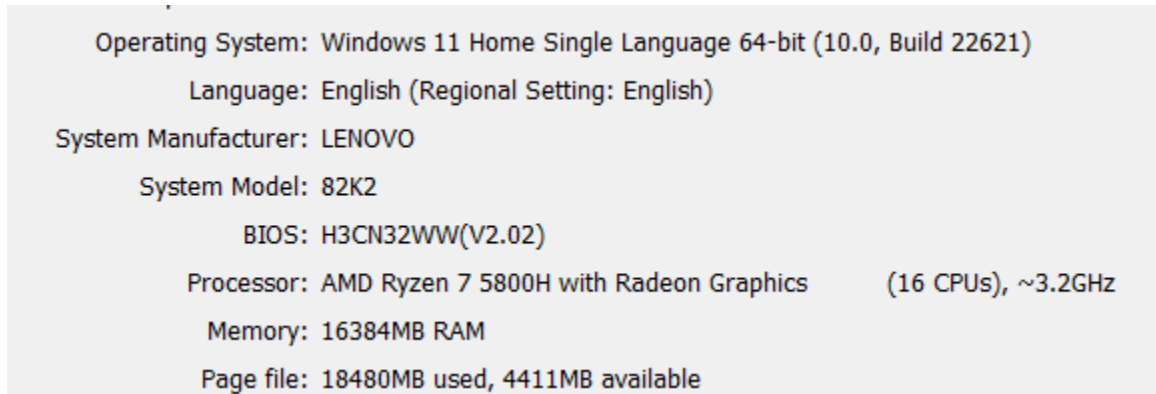 Operating System: Windows 11 Home Single Language 64-bit (10.0, Build 22621)
Language: English (Regional Setting: English)
System Manufacturer: LENOVO
System Model: 82K2
BIOS: H3CN32WW(V2.02)
Processor: AMD Ryzen 7 5800H with Radeon Graphics (16 CPUs), ~3.2GHz
Memory: 16384MB RAM
Page file: 18480MB used, 4411MB available